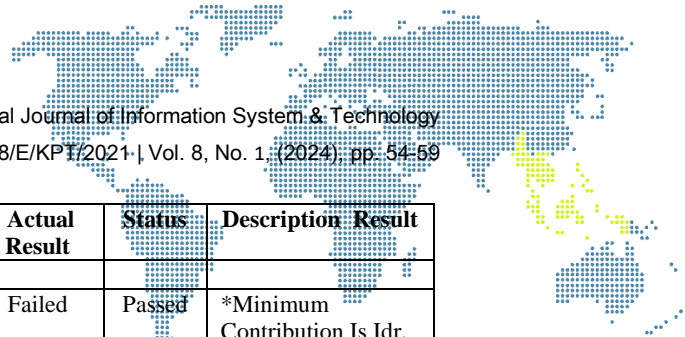 al Journal of Information System & Technology
8/E/KPT/2021 | Vol. 8, No. 1, (2024), pp. 54-59
Actual Status Description Result
Result
Failed Passed *Minimum
Contribution Is Idr.